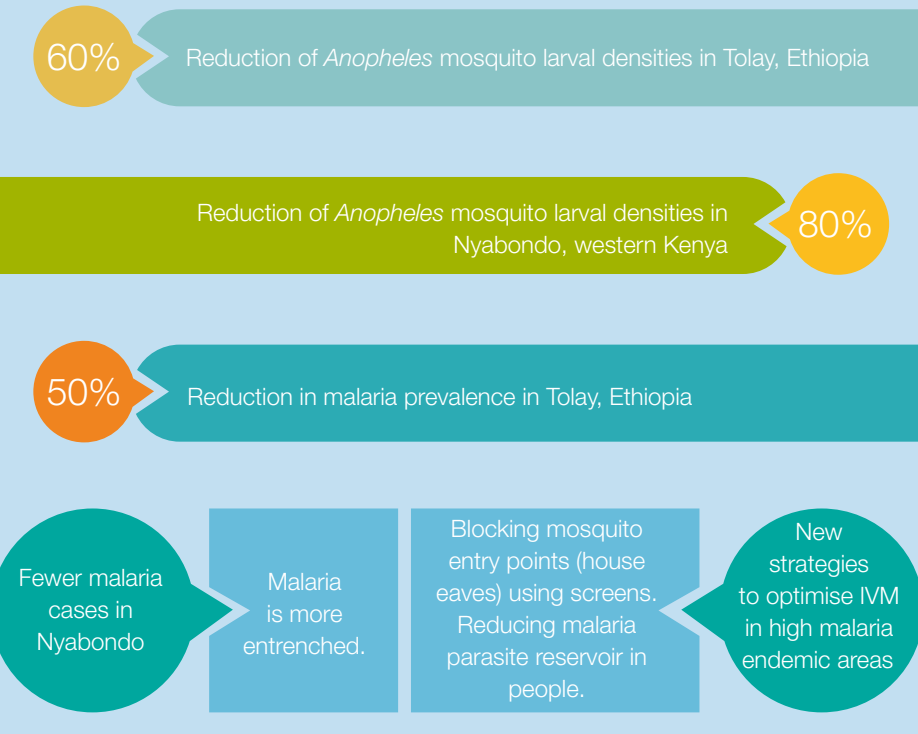 60%
Reduction of Anopheles mosquito larval densities in Tolay, Ethiopia
Reduction of Anopheles mosquito larval densities in
Nyabondo, western Kenya
80%
50%
Reduction in malaria prevalence in Tolay, Ethiopia
Fewer malaria
cases in
Nyabondo
Malaria
is more
entrenched.
Blocking mosquito
entry points (house
eaves) using screens.
Reducing malaria
parasite reservoir in
people.
New
strategies
to optimise IVM
in high malaria
endemic areas